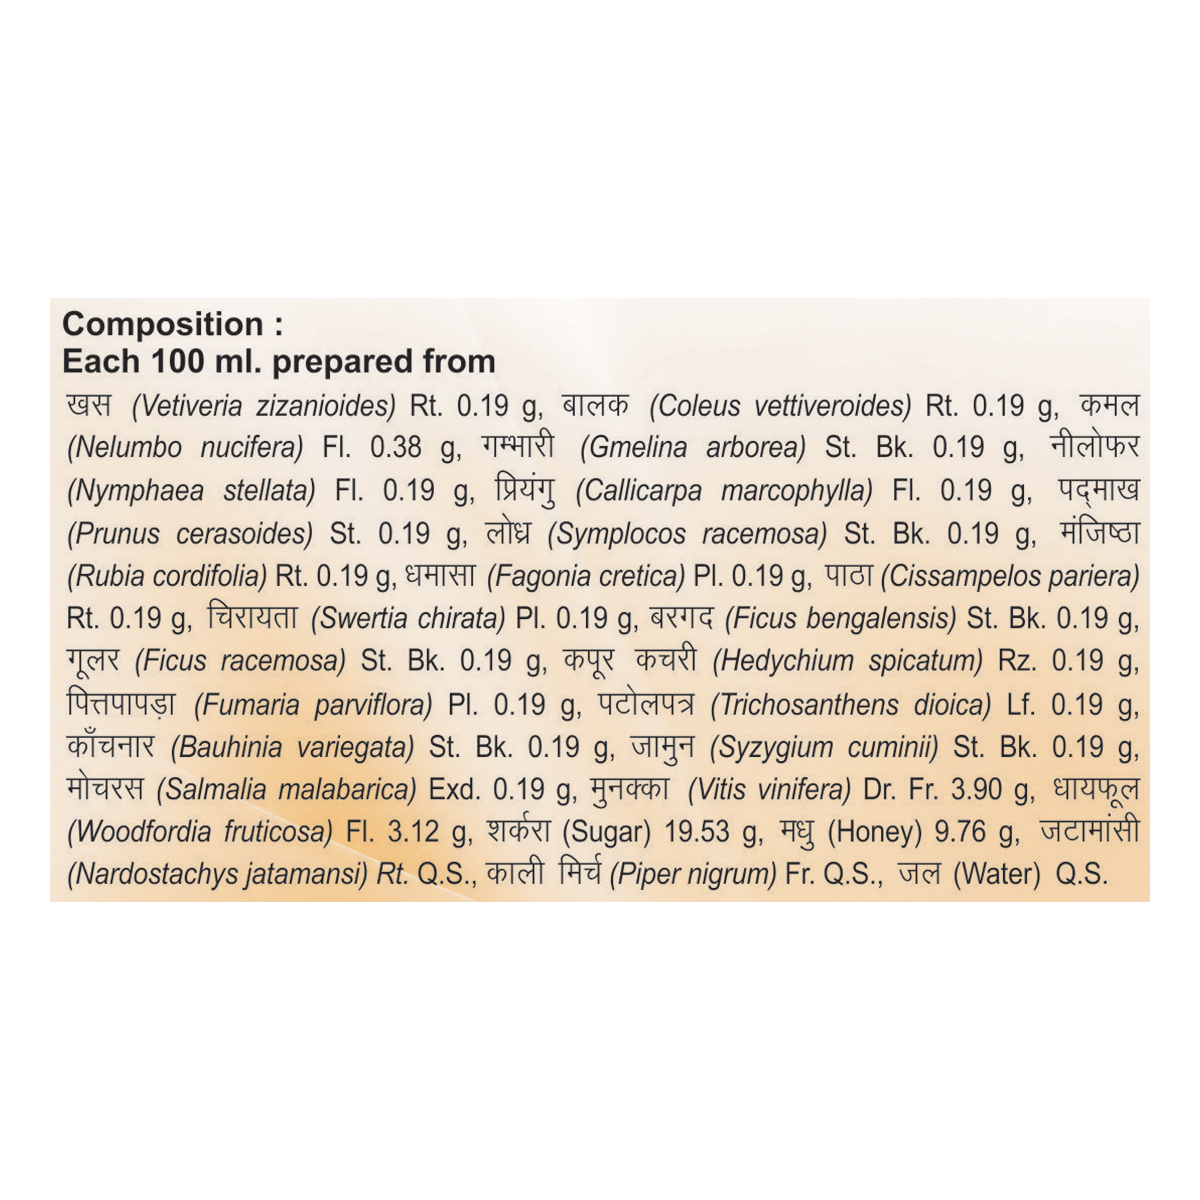 Composition :
Each 100 ml. prepared from
खस (Vetiveria zizanioides) Rt. 0.19 g, बालक (Coleus vettiveroides) Rt. 0.19 g, कमल
(Nelumbo nucifera) Fl. 0.38 g, गम्भारी (Gmelina arborea) St. Bk. 0.19 g, नीलोफर
(Nymphaea stellata) Fl. 0.19 g, प्रियंगु (Callicarpa marcophylla) Fl. 0.19 g, पद्‌माख
(Prunus cerasoides) St. 0.19 g, लोध्र (Symplocos racemosa) St. Bk. 0.19 g, मंजिष्ठा
(Rubia cordifolia) Rt. 0.19 g, धमासा (Fagonia cretica) Pl. 0.19 g, पाठा (Cissampelos pariera)
Rt. 0.19 g, चिरायता (Swertia chirata) Pl. 0.19 g, बरगद (Ficus bengalensis) St. Bk. 0.19 g,
गूलर (Ficus racemosa) St. Bk. 0.19 g, कपूर कचरी (Hedychium spicatum) Rz. 0.19 g,
पित्तपापड़ा (Fumaria parviflora) Pl. 0.19 g, पटोलपत्र (Trichosanthens dioica) Lf. 0.19 g,
काँचनार (Bauhinia variegata) St. Bk. 0.19 g, जामुन (Syzygium cuminii) St. Bk. 0.19 g,
मोचरस (Salmalia malabarica) Exd. 0.19 g, मुनक्का (Vitis vinifera) Dr. Fr. 3.90 g, धायफूल
(Woodfordia fruticosa) Fl. 3.12 g, शर्करा (Sugar) 19.53 g, मधु (Honey) 9.76 g, जटामांसी
(Nardostachys jatamansi) Rt. Q.S., काली मिर्च (Piper nigrum) Fr. Q.S., जल (Water) Q.S.